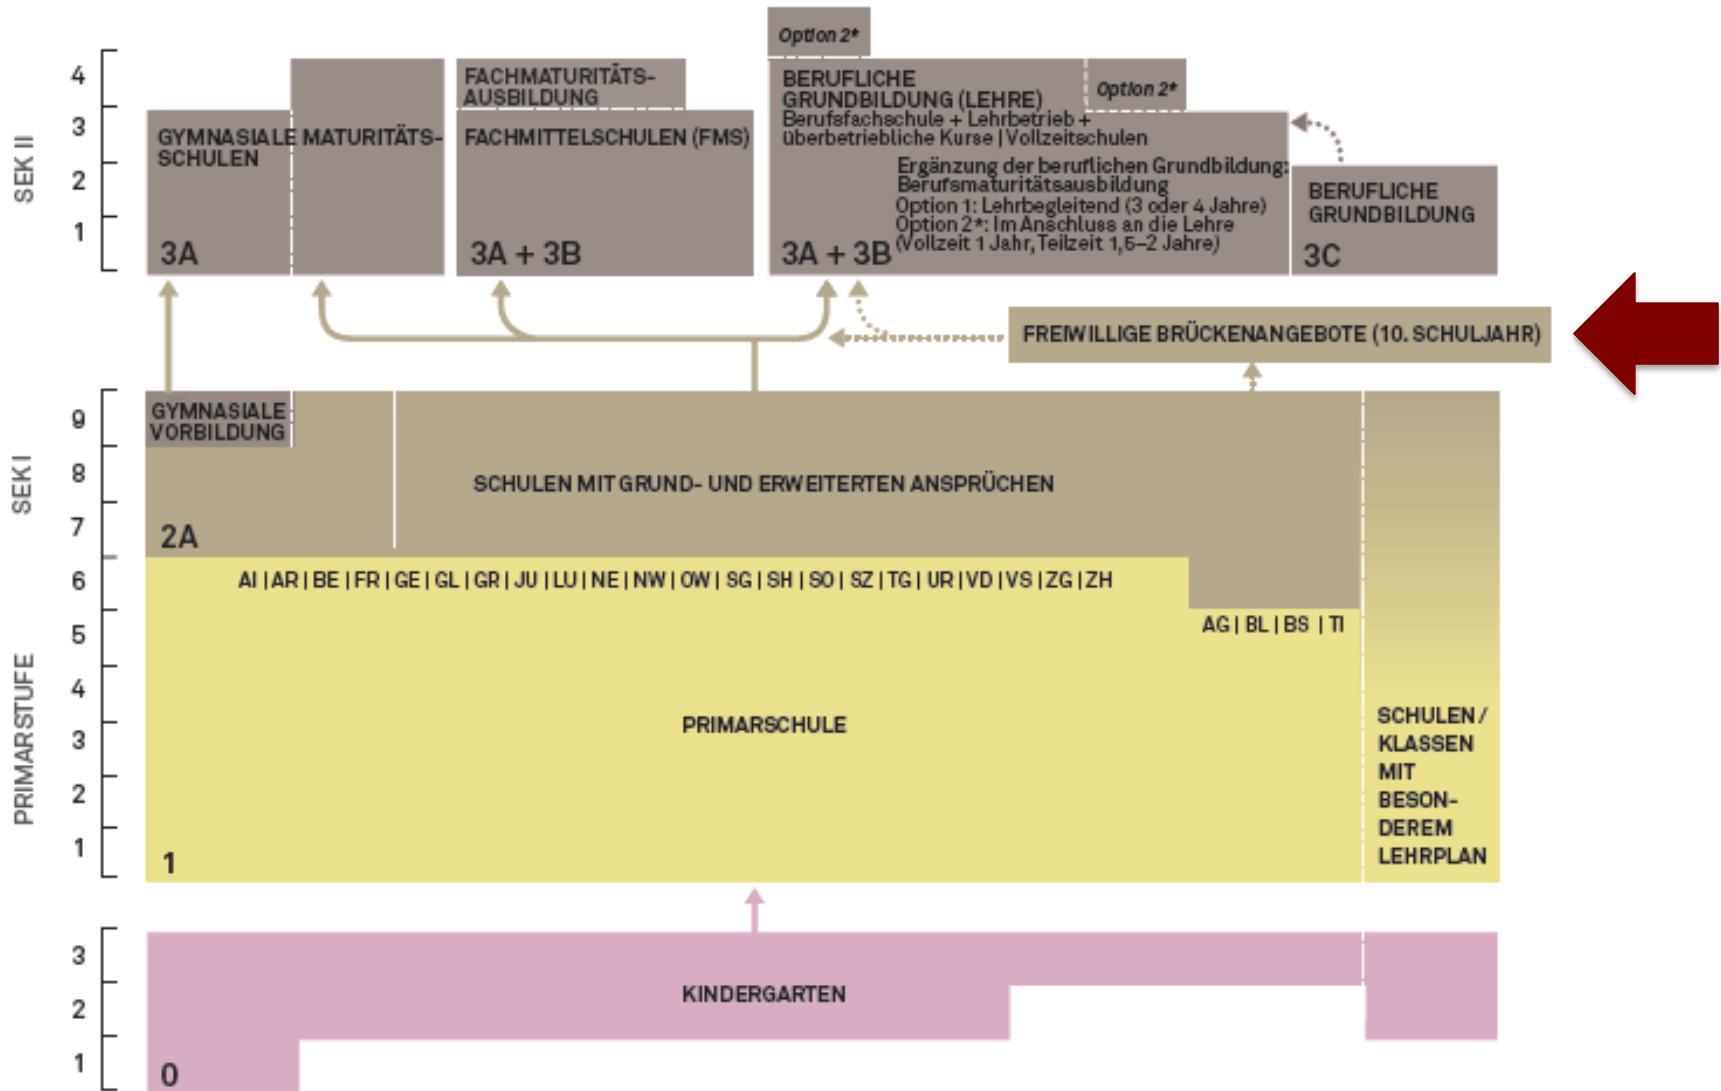 Option 2*
SEK II
4
3
2
1
GYMNASIALE MATURITÄTS-
SCHULEN
3A
FACHMATURITÄTS-
AUSBILDUNG
FACHMITTELSCHULEN (FMS)
3A + 3B
BERUFLICHE
GRUNDBILDUNG (LEHRE)
Berufsfachschule + Lehrbetrieb +
überbetriebliche Kurse | Vollzeitschulen
Option 2*
Ergänzung der beruflichen Grundbildung:
Berufsmaturitätsausbildung
Option 1: Lehrbegleitend (3 oder 4 Jahre)
Option 2*: Im Anschluss an die Lehre
(Vollzeit 1 Jahr, Teilzeit 1,5–2 Jahre)
3A + 3B
BERUFLICHE
GRUNDBILDUNG
3C
FREIWILLIGE BRÜCKENANGEBOTE (10. SCHULJAHR)
SEK I
9
8
7
GYMNASIALE
VORBILDUNG
SCHULEN MIT GRUND- UND ERWEITERTEN ANSPRÜCHEN
2A
PRIMARSTUFE
6
5
4
3
2
1
AI | AR | BE | FR | GE | GL | GR | JU | LU | NE | NW | OW | SG | SH | SO | SZ | TG | UR | VD | VS | ZG | ZH
AG | BL | BS | TI
PRIMARSCHULE
1
SCHULEN /
KLASSEN
MIT
BESON-
DEREM
LEHRPLAN
3
2
1
KINDERGARTEN
0